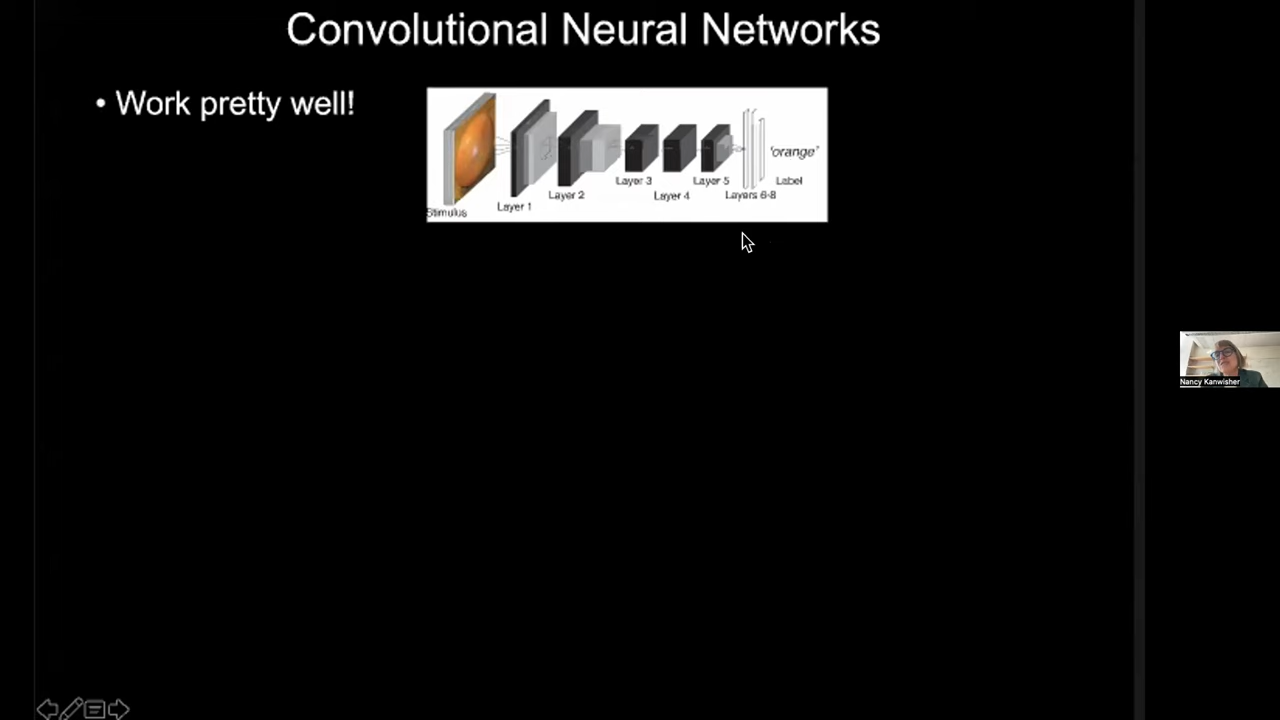 Convolutional Neural Networks
• Work pretty well!
'orange'
Layer 3
Layer 5
Label
Layer 2
Layer 4
Layers 6-8
Layer 1
Stimulus
Nancy Kanwisher